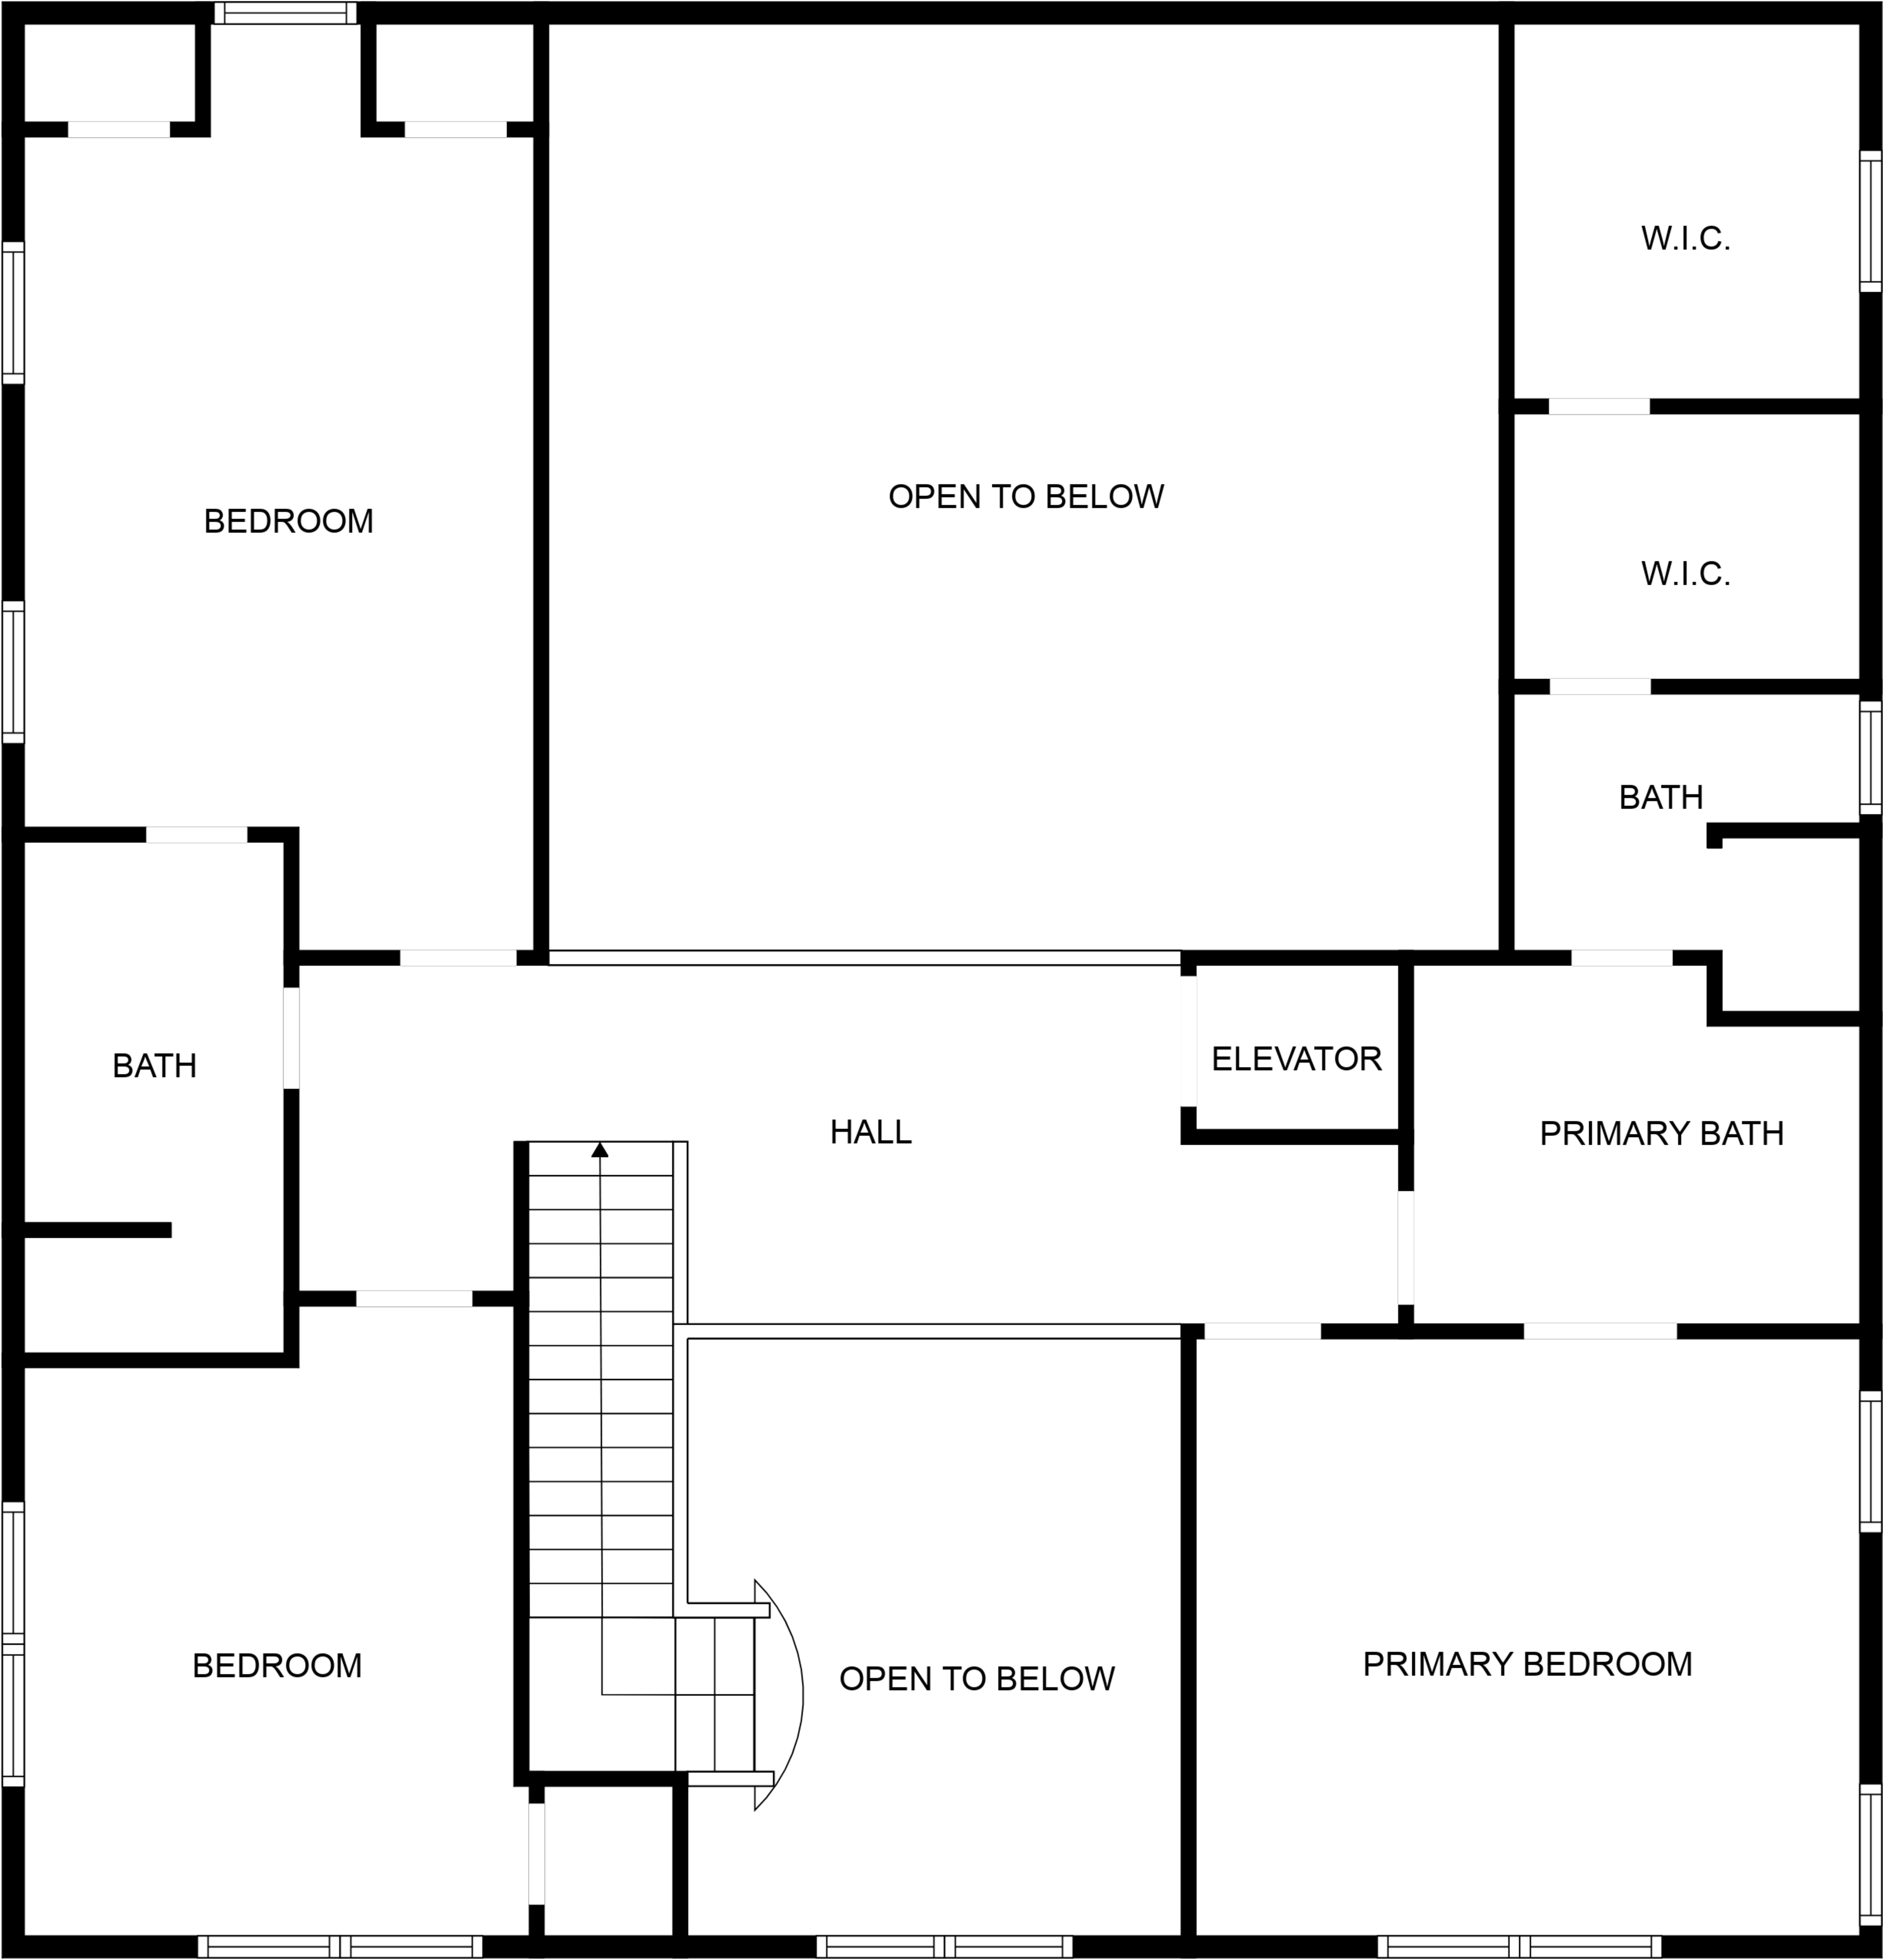 W.I.C.
OPEN TO BELOW
BEDROOM
W.I.C.
BATH
ELEVATOR
BATH
HALL
PRIMARY BATH
BEDROOM
OPEN TO BELOW
PRIMARY BEDROOM